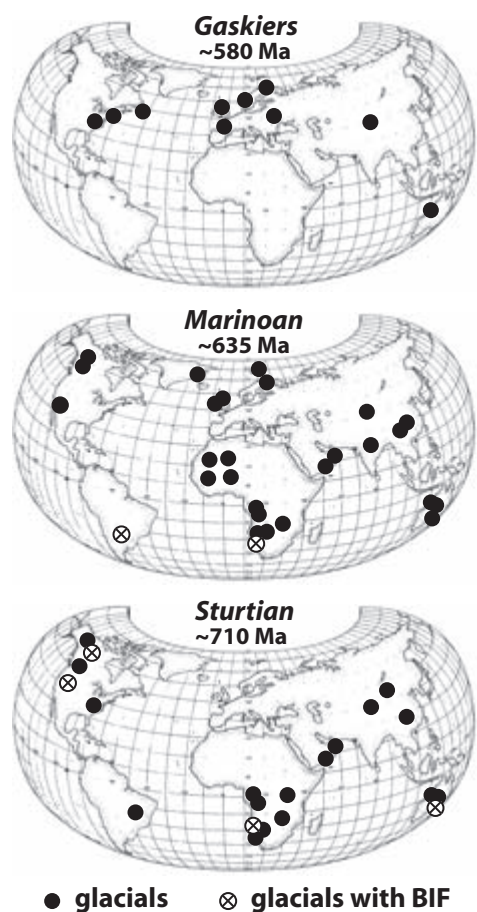 Gaskiers
~580 Ma
Marinoan
~635 Ma
Sturtian
~710 Ma
glacials
glacials with BIF